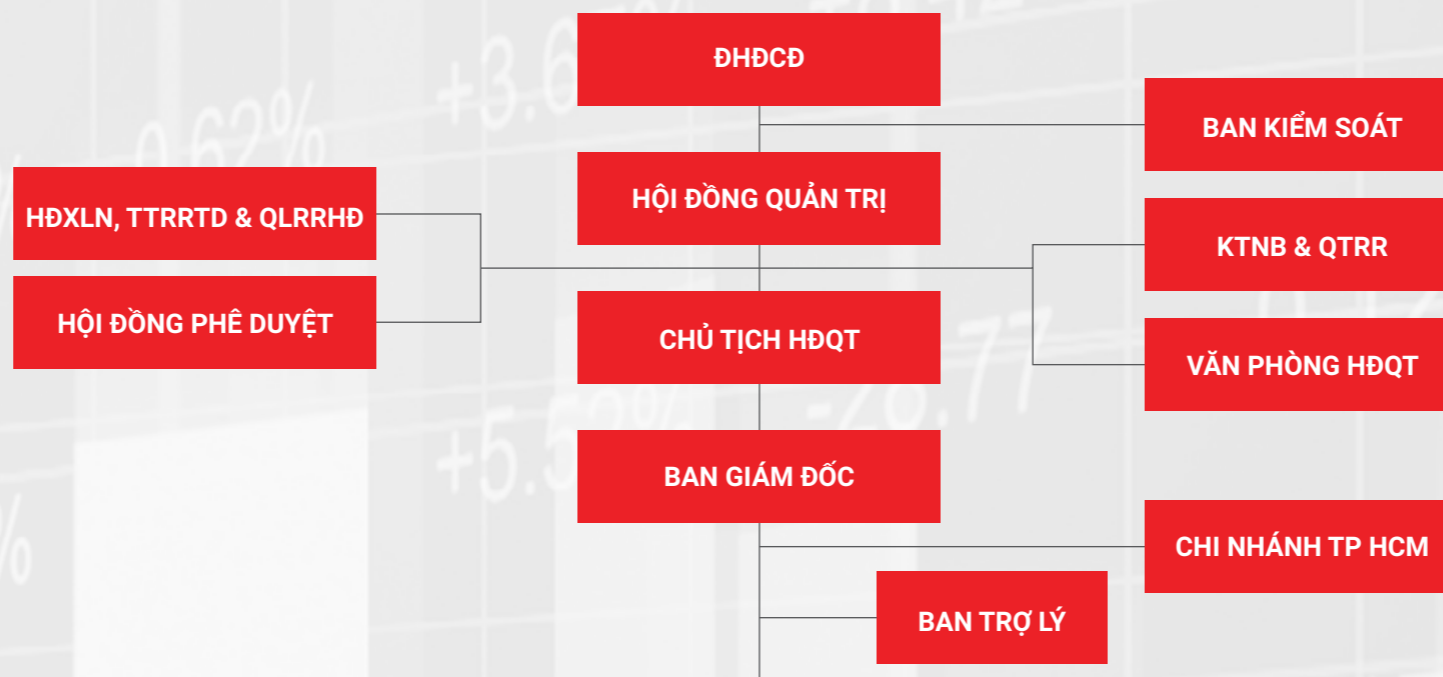 ĐHĐCĐ
BAN KIỂM SOÁT
HỘI ĐỒNG QUẢN TRỊ
HĐXLN, TTRRTD & QLRRHĐ
KTNB & QTRR
HỘI ĐỒNG PHÊ DUYỆT
CHỦ TỊCH HĐQT
VĂN PHÒNG HĐQT
BAN GIÁM ĐỐC
CHI NHÁNH TP HCM
BAN TRỢ LÝ